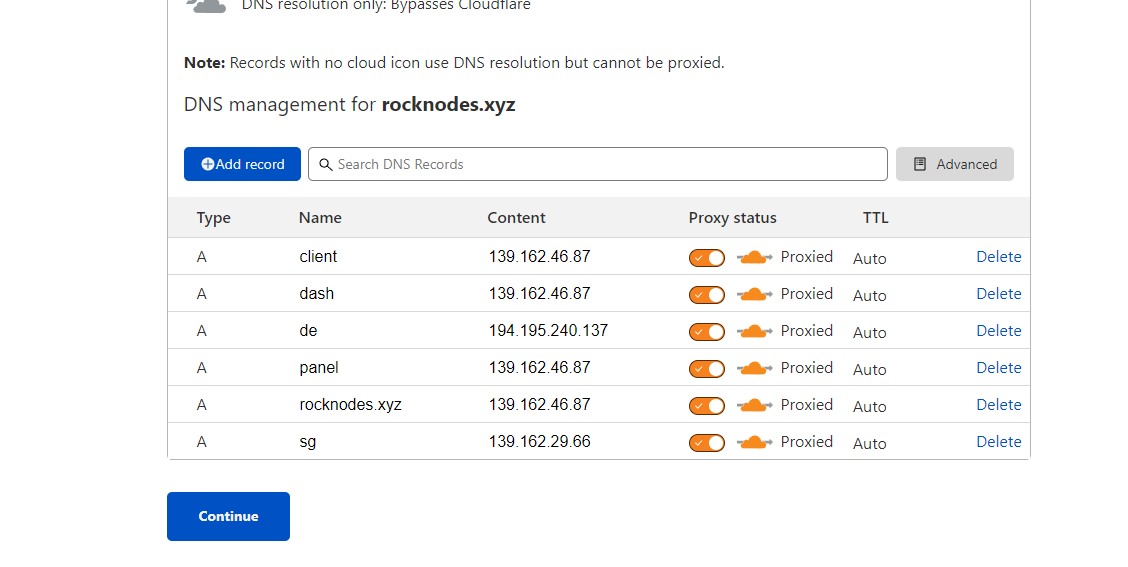 DNS resolution only: Bypasses Cloudflare
Note: Records with no cloud icon use DNS resolution but cannot be proxied.
DNS management for rocknodes.xyz
Add record Search DNS Records Advanced
Type Name Content Proxy status TTL
A client 139.162.46.87 Proxied Auto Delete
A dash 139.162.46.87 Proxied Auto Delete
A de 194.195.240.137 Proxied Auto Delete
A panel 139.162.46.87 Proxied Auto Delete
A rocknodes.xyz 139.162.46.87 Proxied Auto Delete
A sg 139.162.29.66 Proxied Auto Delete
Continue